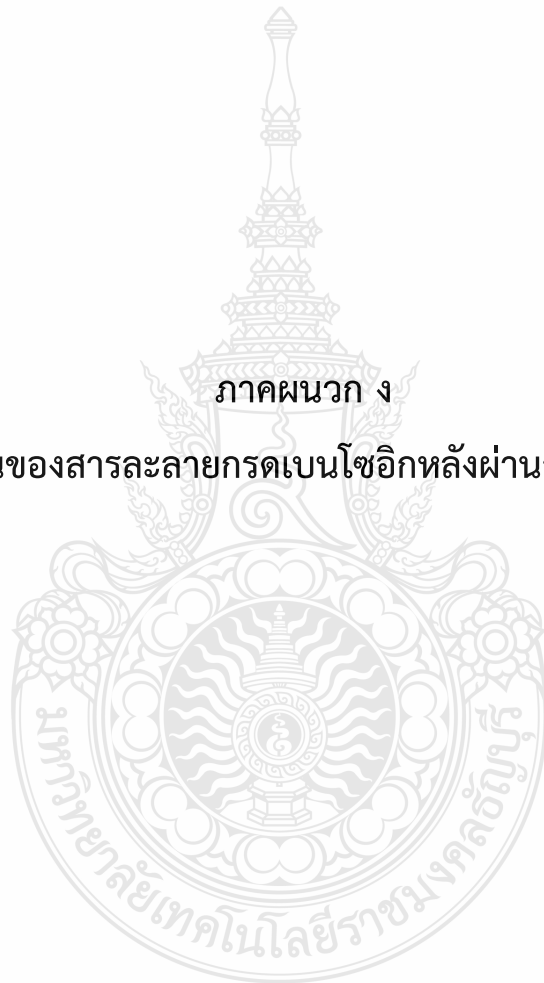 ภาคผนวก ง
ของสารละลายกรดเบนโซอิกหลังผ่าน
มหาวิทยาลัยเทคโนโลยีราชมงคลธัญบุรี